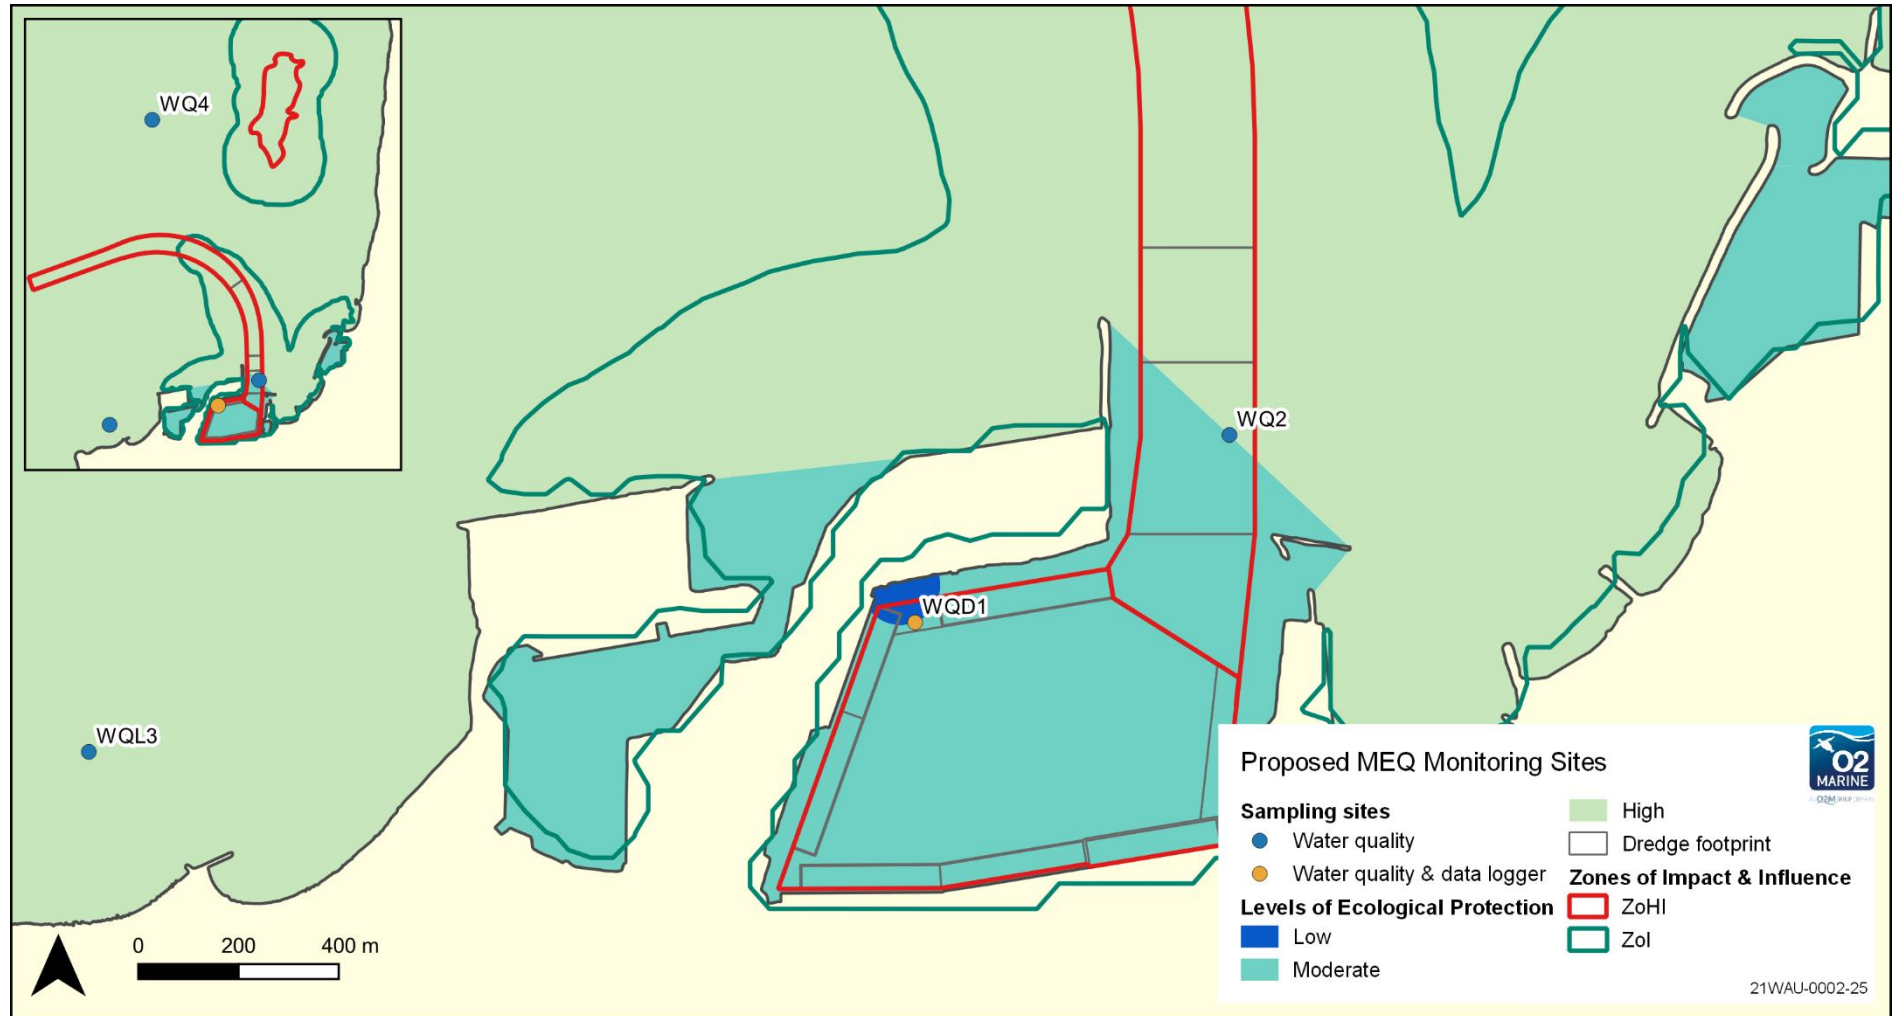 WQ4
WQ2
WQD1
WQL3
0 200 400 m
Proposed MEQ Monitoring Sites
O2
MARINE
Sampling sites
Water quality
Water quality & data logger
Levels of Ecological Protection
Low
Moderate
High
Dredge footprint
Zones of Impact & Influence
ZoHI
ZoI
21WAU-0002-25